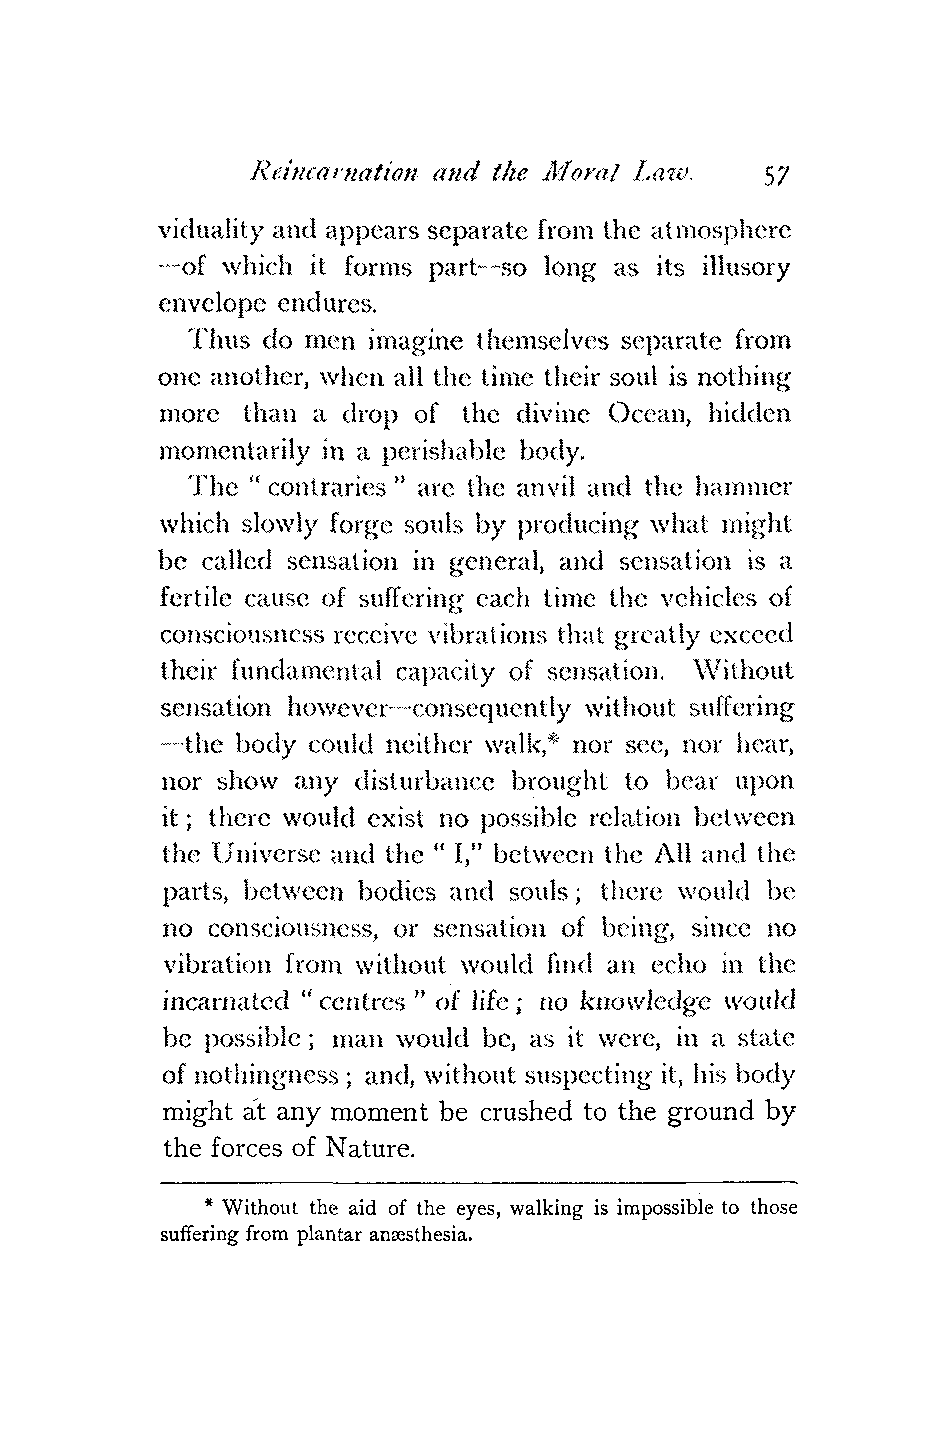 Reincarnation and the Moral Law. 57
viduality and appears separate from the atmosphere
—of which it forms part—so long as its illusory
envelope endures.
Thus do men imagine themselves separate from
one another, when all the time their soul is nothing
more than a drop of the divine Ocean, hidden
momentarily in a perishable body.
The " contraries " are the anvil and the hammer
which slowly forge souls by producing what might
be called sensation in general, and sensation is a
fertile cause of suffering each time the vehicles of
consciousness receive vibrations that greatly exceed
their fundamental capacity of sensation. Without
sensation however—consequently without suffering
—the body could neither walk,* nor see, nor hear,
nor show any disturbance brought to bear upon
it ; there would exist no possible relation between
the Universe and the " I," between the All and the
parts, between bodies and souls ; there would be
no consciousness, or sensation of being, since no
vibration from without would find an echo in the
incarnated " centres " of life ; no knowledge would
be possible ; man would be, as it were, in a state
of nothingness ; and, without suspecting it, his body
might at any moment be crushed to the ground by
the forces of Nature.
* Without the aid of the eyes, walking is impossible to those
suffering from plantar anæsthesia.